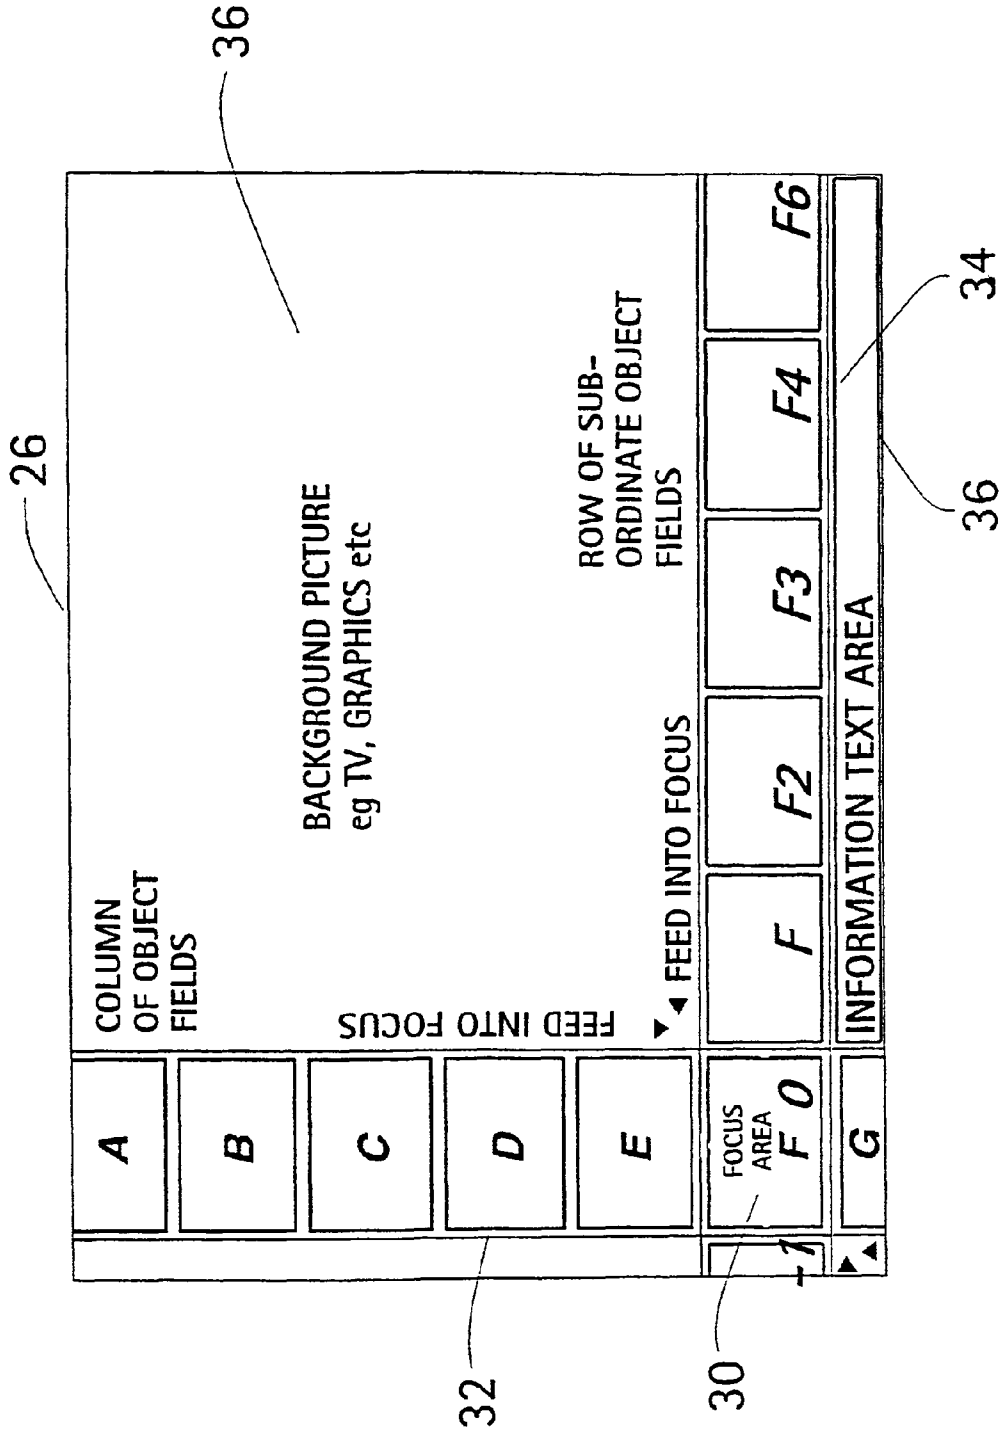 26
36
COLUMN
OF OBJECT
FIELDS
A
B
C
D
E
BACKGROUND PICTURE
eg TV, GRAPHICS etc
FEED INTO FOCUS
ROW OF SUB-
ORDINATE OBJECT
FIELDS
FEED INTO FOCUS
32
30
-1
FOCUS
AREA
F 0
F
F2
F3
F4
F6
G
INFORMATION TEXT AREA
36
34